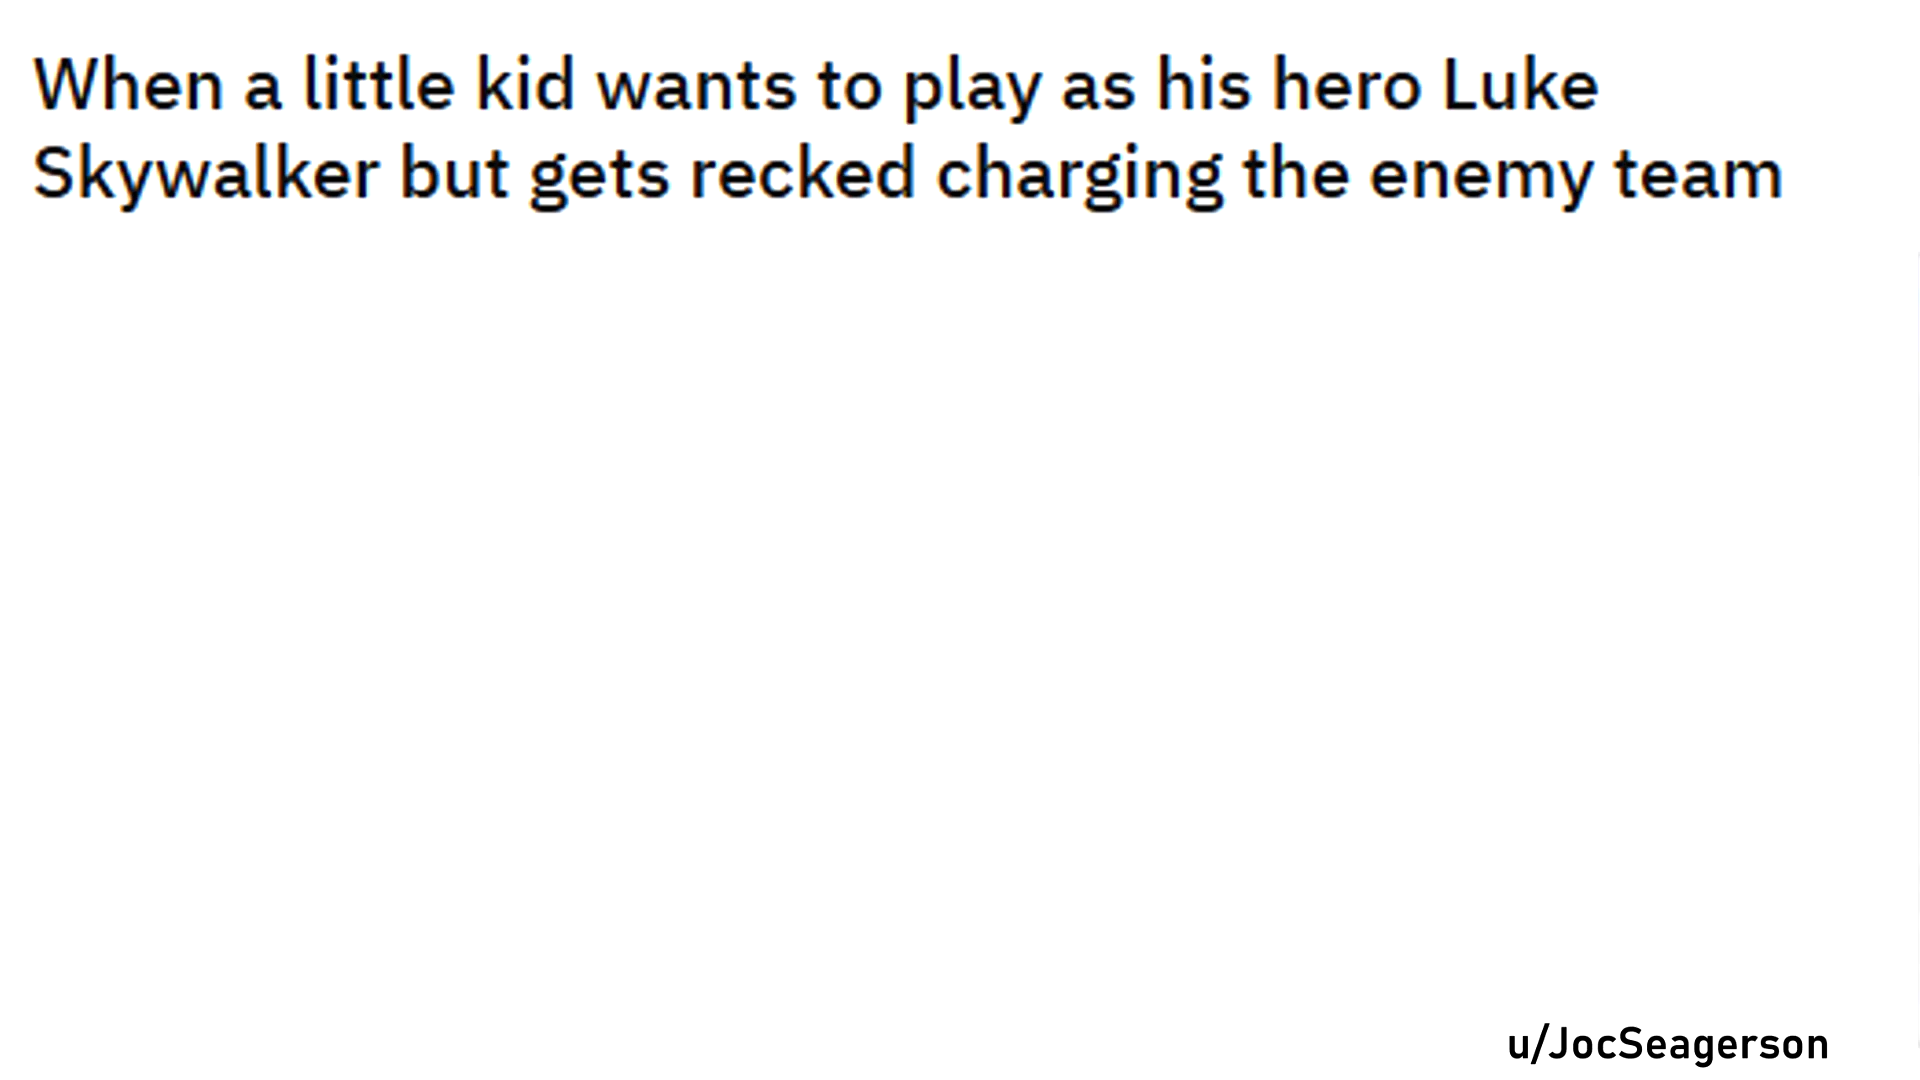 When a little kid wants to play as his hero Luke
Skywalker but gets recked charging the enemy team
u/JocSeagerson